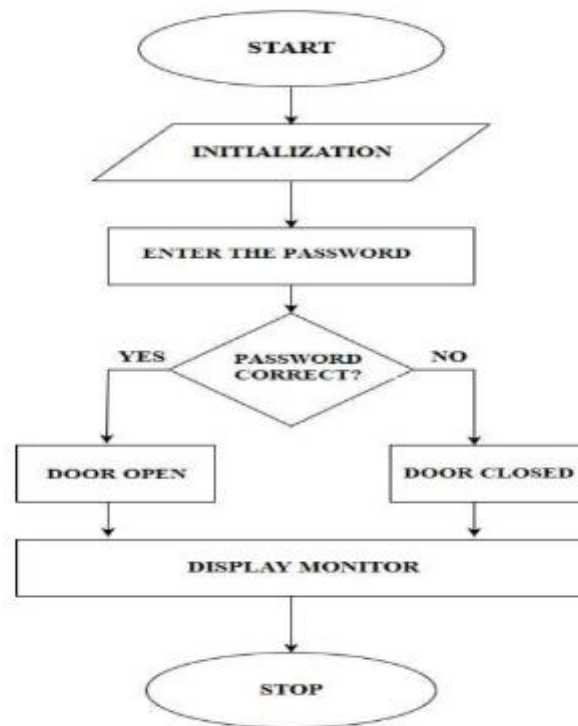 START
INITIALIZATION
ENTER THE PASSWORD
YES
PASSWORD
CORRECT?
NO
DOOR OPEN
DOOR CLOSED
DISPLAY MONITOR
STOP